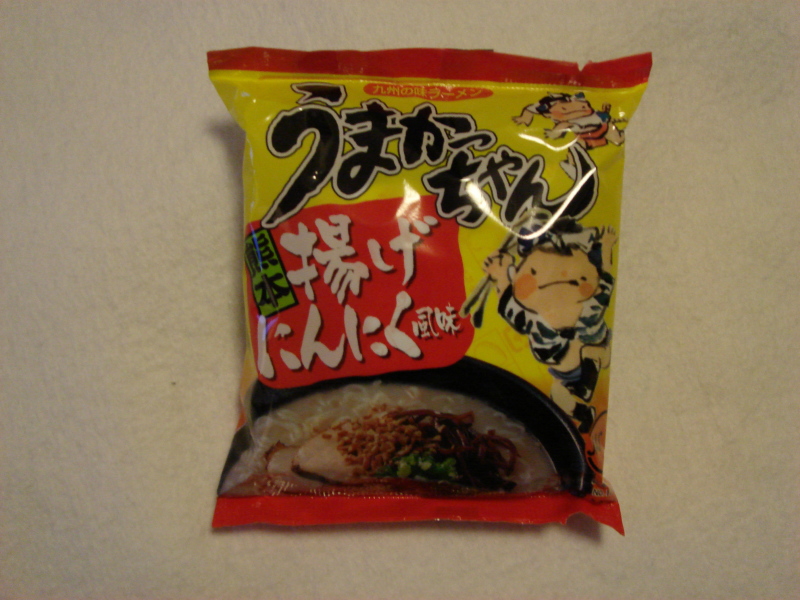 九州の味ラーメン
うまかっちゃん
熊本
揚げ
にんにく風味